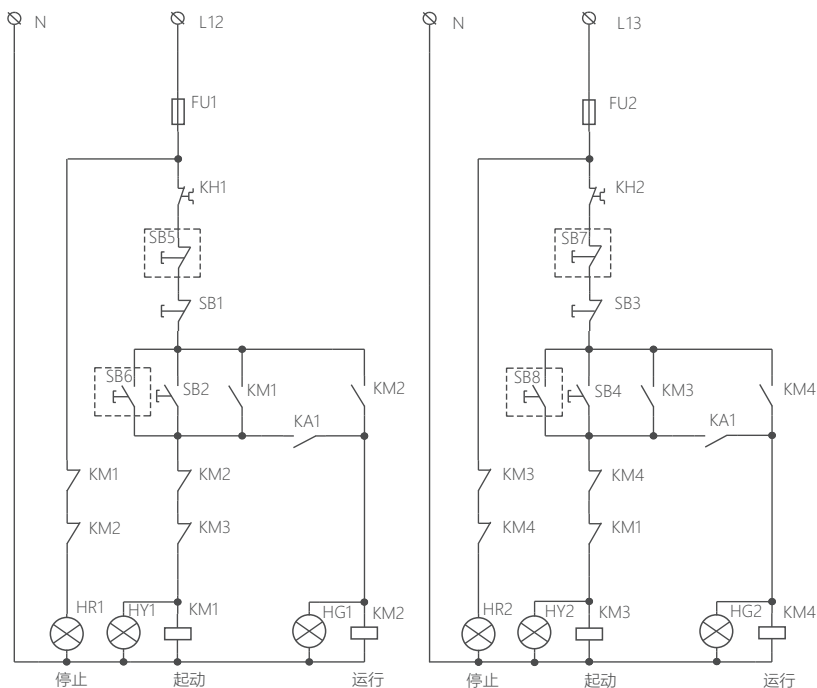 N L12 N L13
FU1 FU2
KH1 KH2
SB5 SB7
SB1 SB3
SB6 SB2 KM1 KM2 SB8 SB4 KM3 KM4
KA1 KA1
KM1 KM2 KM3 KM4
KM2 KM3 KM4 KM1
HR1 HY1 KM1 HG1 KM2 HR2 HY2 KM3 HG2 KM4
停止 起动 运行 停止 起动 运行